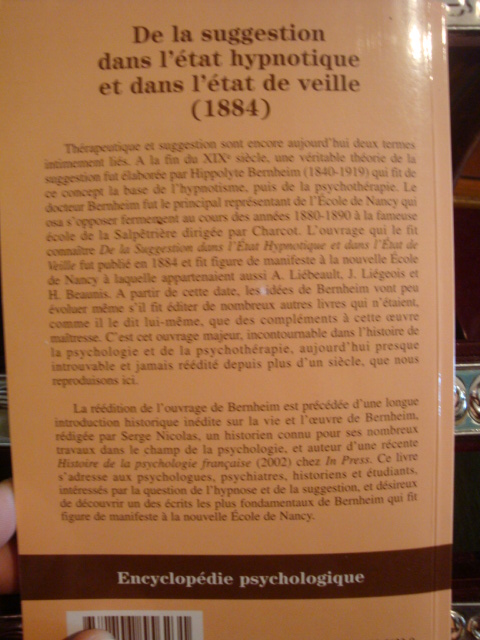 De la suggestion
dans l'état hypnotique
et dans l'état de veille
(1884)
Thérapeutique et suggestion sont encore aujourd'hui deux termes
intimement liés. A la fin du XIXe siècle, une véritable théorie de la
suggestion fut élaborée par Hippolyte Bernheim (1840-1919) qui fit de
ce concept la base de l'hypnotisme, puis de la psychothérapie. Le
docteur Bernheim fut le principal représentant de l'École de Nancy qui
osa s'opposer fermement au cours des années 1880-1890 à la fameuse
école de la Salpêtrière dirigée par Charcot. L'ouvrage qui le fit
connaître De la Suggestion dans l'État Hypnotique et dans l'État de
Veille fut publié en 1884 et fit figure de manifeste à la nouvelle École
de Nancy à laquelle appartenaient aussi A. Liébeault, J. Liégeois et
H. Beaunis. A partir de cette date, les idées de Bernheim vont peu
évoluer même s'il fit éditer de nombreux autres livres qui n'étaient,
comme il le dit lui-même, que des compléments à cette œuvre
maîtresse. C'est cet ouvrage majeur, incontournable dans l'histoire de
la psychologie et de la psychothérapie, aujourd'hui presque
introuvable et jamais réédité depuis plus d'un siècle, que nous
reproduisons ici.
La réédition de l'ouvrage de Bernheim est précédée d'une longue
introduction historique inédite sur la vie et l'œuvre de Bernheim,
rédigée par Serge Nicolas, un historien connu pour ses nombreux
travaux dans le champ de la psychologie, et auteur d'une récente
Histoire de la psychologie française (2002) chez In Press. Ce livre
s'adresse aux psychologues, psychiatres, historiens et étudiants,
intéressés par la question de l'hypnose et de la suggestion, et désireux
de découvrir un des écrits les plus fondamentaux de Bernheim qui fit
figure de manifeste à la nouvelle École de Nancy.
Encyclopédie psychologique